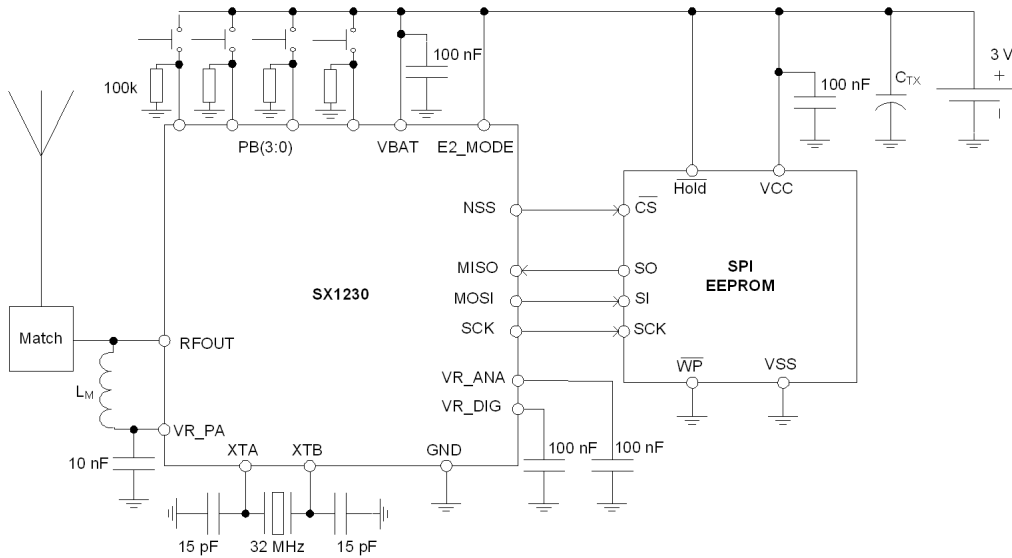 3 V
+
100 nF
100k
100 nF
CTX
PB(3:0)
VBAT
E2_MODE
Hold
VCC
NSS
CS
MISO
SO
SPI
EEPROM
SX1230
MOSI
SI
SCK
SCK
Match
RFOUT
WP
VSS
VR_ANA
LM
VR_DIG
VR_PA
XTA
XTB
GND
100 nF
100 nF
10 nF
15 pF
32 MHz
15 pF